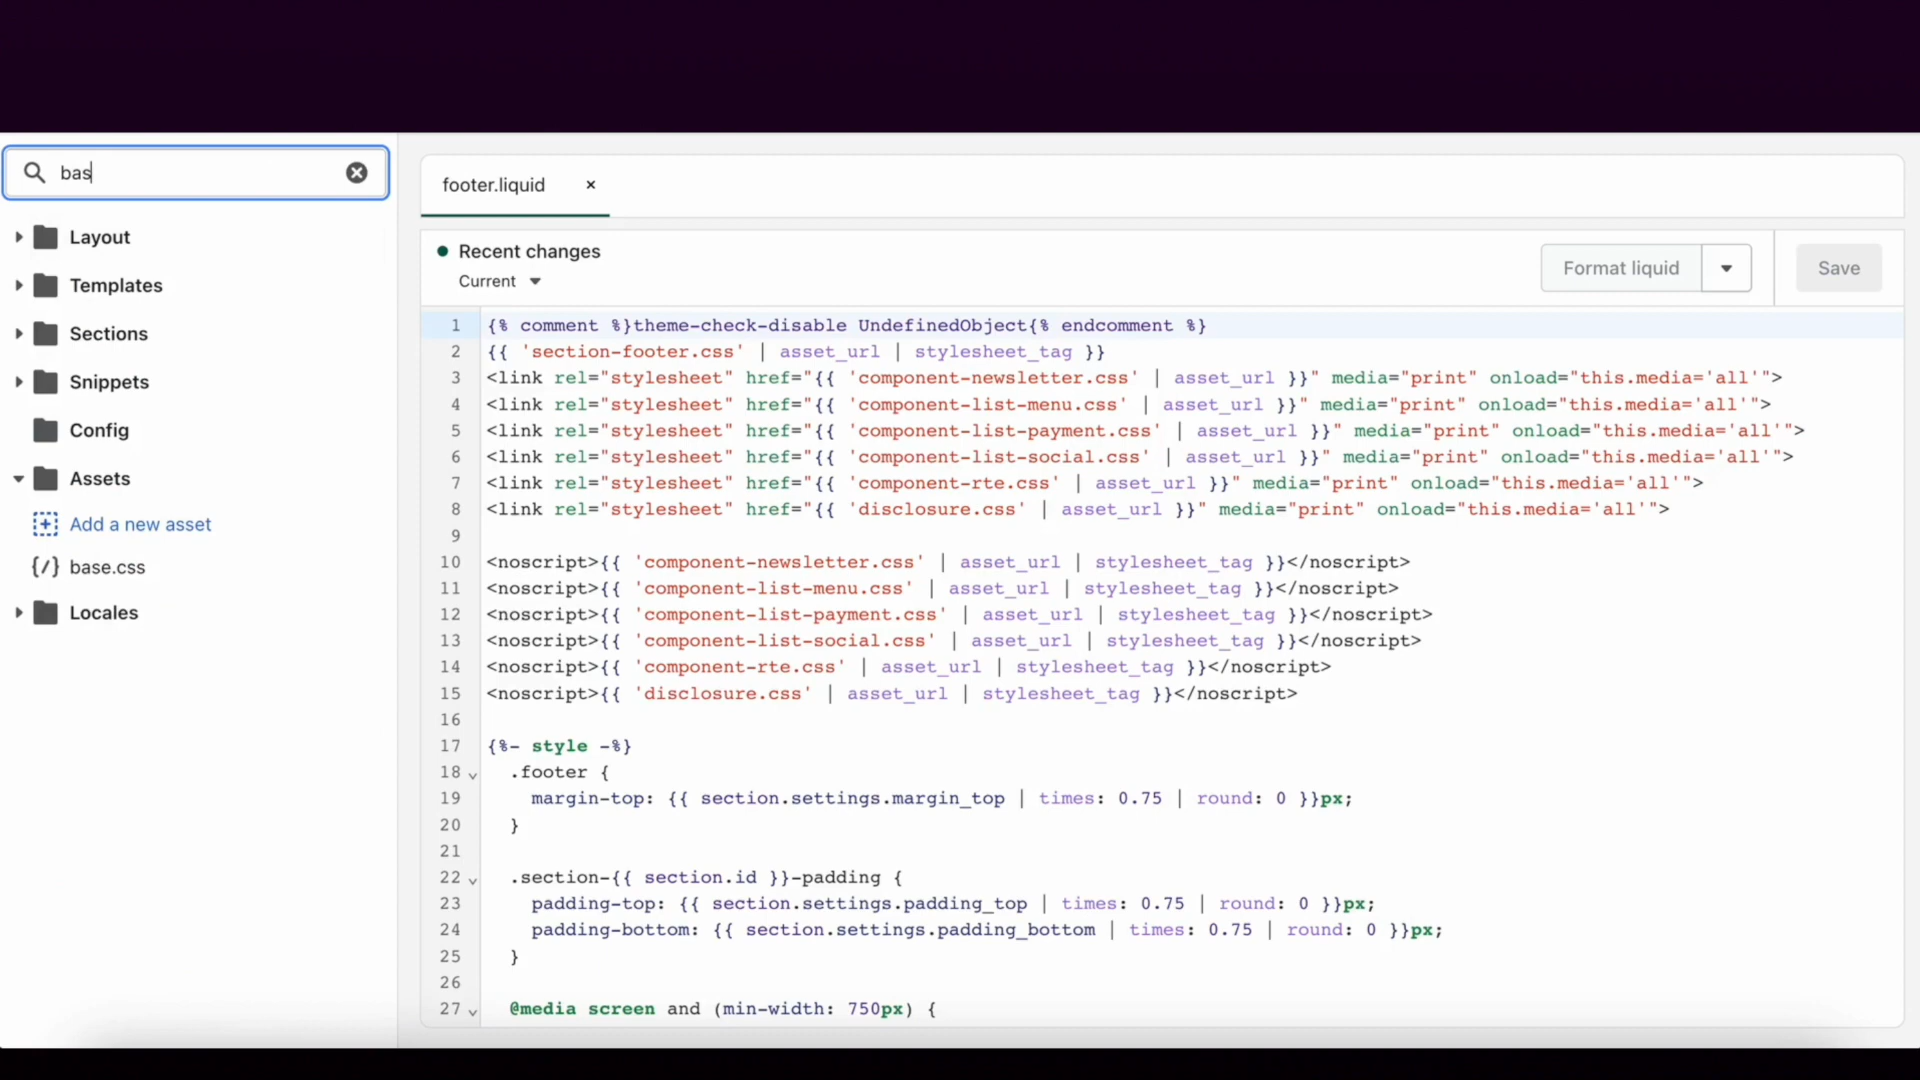 bas
Layout
Templates
Sections
Snippets
Config
Assets
Add a new asset
{/} base.css
Locales
footer.liquid ×
Recent changes
Current
Format liquid
Save
1 {% comment %}theme-check-disable UndefinedObject{% endcomment %}
2 {{ 'section-footer.css' | asset_url | stylesheet_tag }}
3 <link rel="stylesheet" href="{{ 'component-newsletter.css' | asset_url }}" media="print" onload="this.media='all'">
4 <link rel="stylesheet" href="{{ 'component-list-menu.css' | asset_url }}" media="print" onload="this.media='all'">
5 <link rel="stylesheet" href="{{ 'component-list-payment.css' | asset_url }}" media="print" onload="this.media='all'">
6 <link rel="stylesheet" href="{{ 'component-list-social.css' | asset_url }}" media="print" onload="this.media='all'">
7 <link rel="stylesheet" href="{{ 'component-rte.css' | asset_url }}" media="print" onload="this.media='all'">
8 <link rel="stylesheet" href="{{ 'disclosure.css' | asset_url }}" media="print" onload="this.media='all'">
9
10 <noscript>{{ 'component-newsletter.css' | asset_url | stylesheet_tag }}</noscript>
11 <noscript>{{ 'component-list-menu.css' | asset_url | stylesheet_tag }}</noscript>
12 <noscript>{{ 'component-list-payment.css' | asset_url | stylesheet_tag }}</noscript>
13 <noscript>{{ 'component-list-social.css' | asset_url | stylesheet_tag }}</noscript>
14 <noscript>{{ 'component-rte.css' | asset_url | stylesheet_tag }}</noscript>
15 <noscript>{{ 'disclosure.css' | asset_url | stylesheet_tag }}</noscript>
16
17 {%- style -%}
18 .footer {
19 margin-top: {{ section.settings.margin_top | times: 0.75 | round: 0 }}px;
20 }
21
22 .section-{{ section.id }}-padding {
23 padding-top: {{ section.settings.padding_top | times: 0.75 | round: 0 }}px;
24 padding-bottom: {{ section.settings.padding_bottom | times: 0.75 | round: 0 }}px;
25 }
26
27 @media screen and (min-width: 750px) {